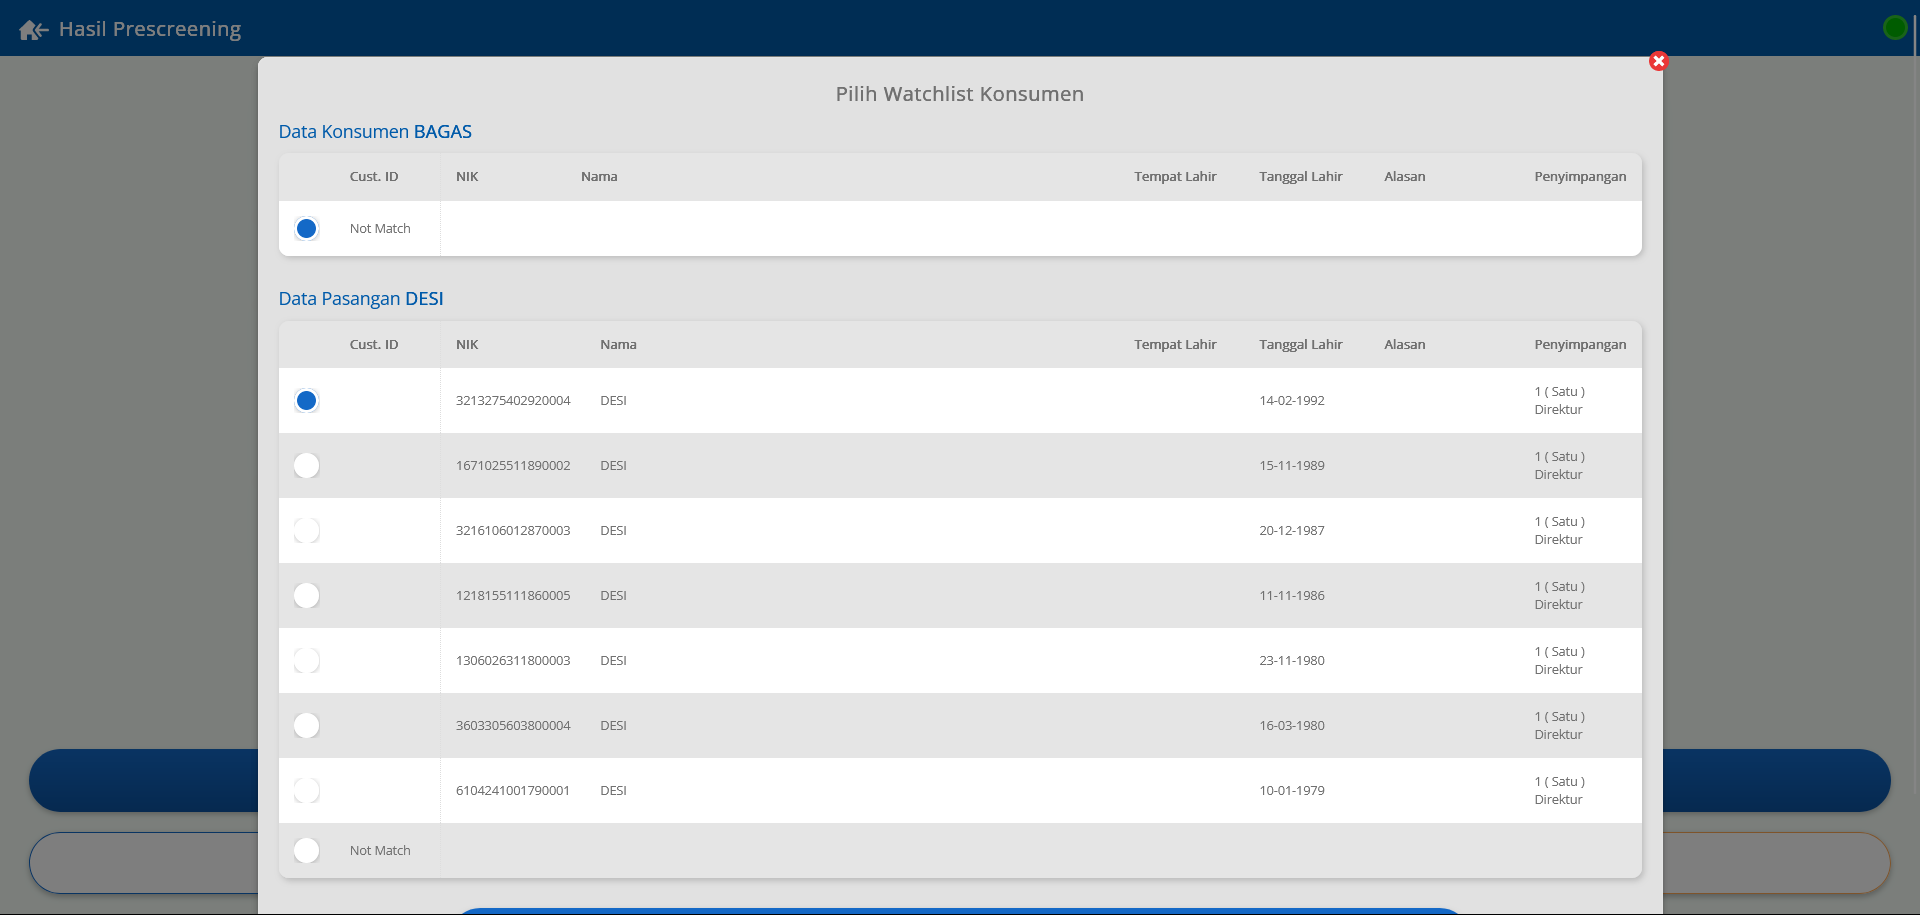 Hasil Prescreening
Pilih Watchlist Konsumen
Data Konsumen BAGAS
Cust. ID NIK Nama Tempat Lahir Tanggal Lahir Alasan Penyimpangan
Not Match
Data Pasangan DESI
Cust. ID NIK Nama Tempat Lahir Tanggal Lahir Alasan Penyimpangan
3213275402920004 DESI 14-02-1992 1 ( Satu )
Direktur
1671025511890002 DESI 15-11-1989 1 ( Satu )
Direktur
3216106012870003 DESI 20-12-1987 1 ( Satu )
Direktur
1218155111860005 DESI 11-11-1986 1 ( Satu )
Direktur
1306026311800003 DESI 23-11-1980 1 ( Satu )
Direktur
3603305603800004 DESI 16-03-1980 1 ( Satu )
Direktur
6104241001790001 DESI 10-01-1979 1 ( Satu )
Direktur
Not Match